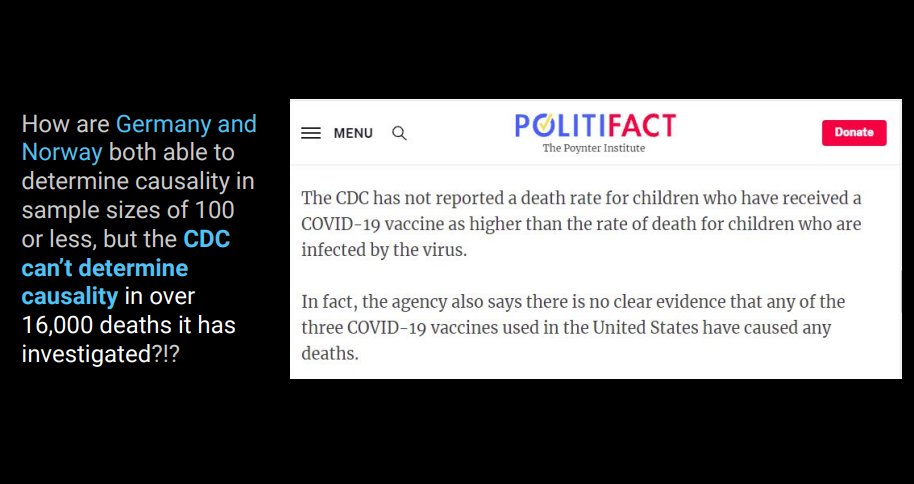 How are Germany and
Norway both able to
determine causality in
sample sizes of 100
or less, but the CDC
can’t determine
causality in over
16,000 deaths it has
investigated?!?
MENU
POLITIFACT
The Poynter Institute
Donate
The CDC has not reported a death rate for children who have received a
COVID-19 vaccine as higher than the rate of death for children who are
infected by the virus.
In fact, the agency also says there is no clear evidence that any of the
three COVID-19 vaccines used in the United States have caused any
deaths.